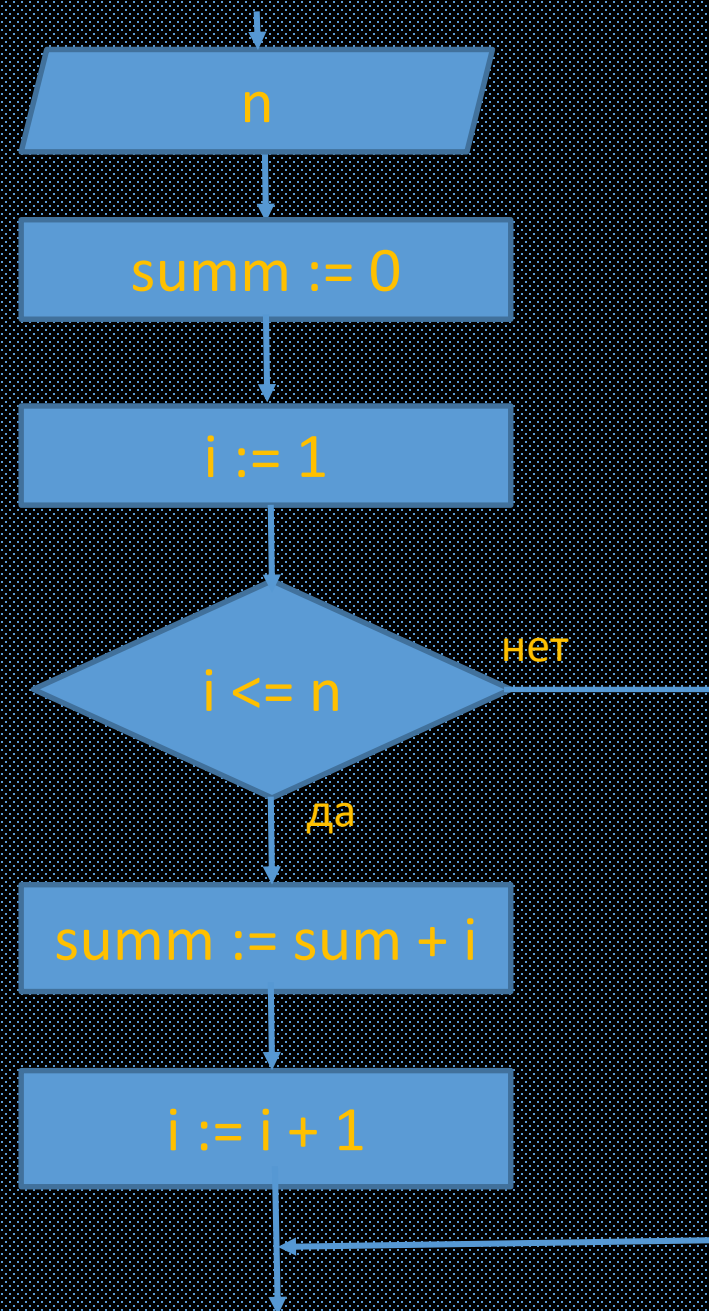 n
summ := 0
i := 1
i <= n
нет
да
summ := sum + i
i := i + 1